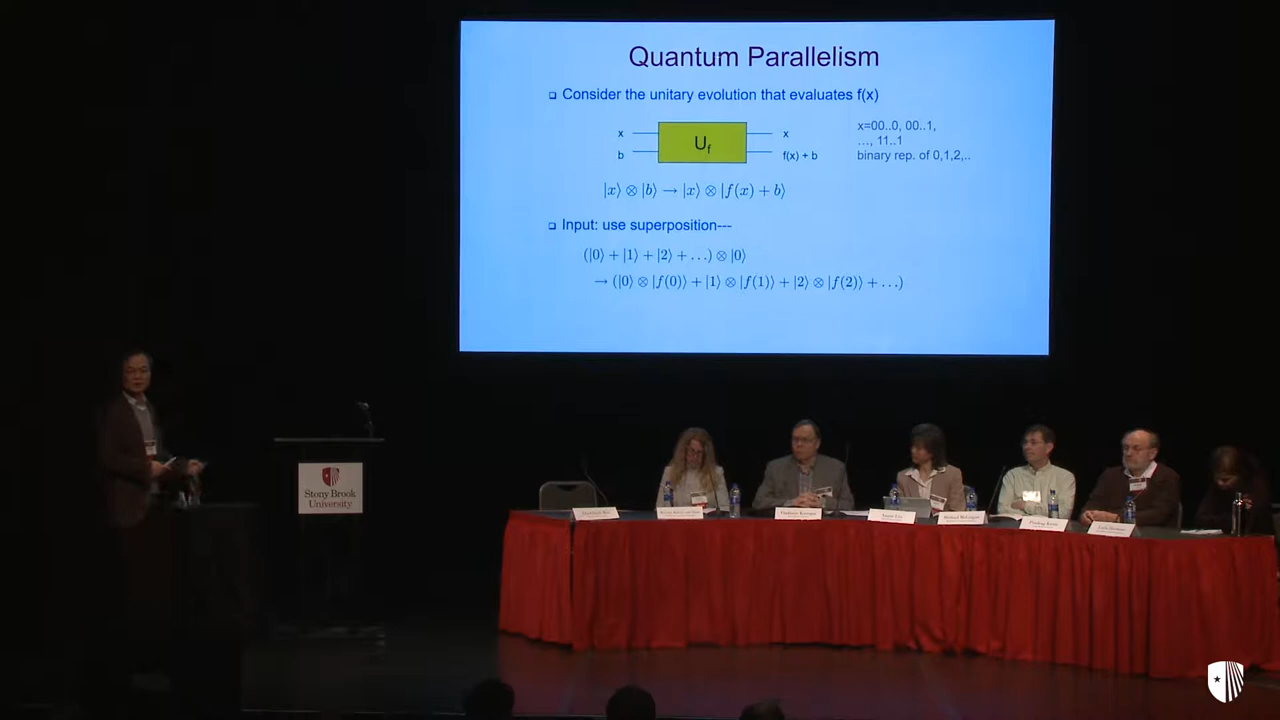 Quantum Parallelism
Consider the unitary evolution that evaluates f(x)
x
x
x=00..0, 00..1,
U_f
…, 11..1
b
f(x) + b
binary rep. of 0,1,2,..
|x⟩ ⊗ |b⟩ → |x⟩ ⊗ |f(x) + b⟩
Input: use superposition---
(|0⟩ + |1⟩ + |2⟩ + …) ⊗ |0⟩
→ (|0⟩ ⊗ |f(0)⟩ + |1⟩ ⊗ |f(1)⟩ + |2⟩ ⊗ |f(2)⟩ + …)
Stony Brook
University